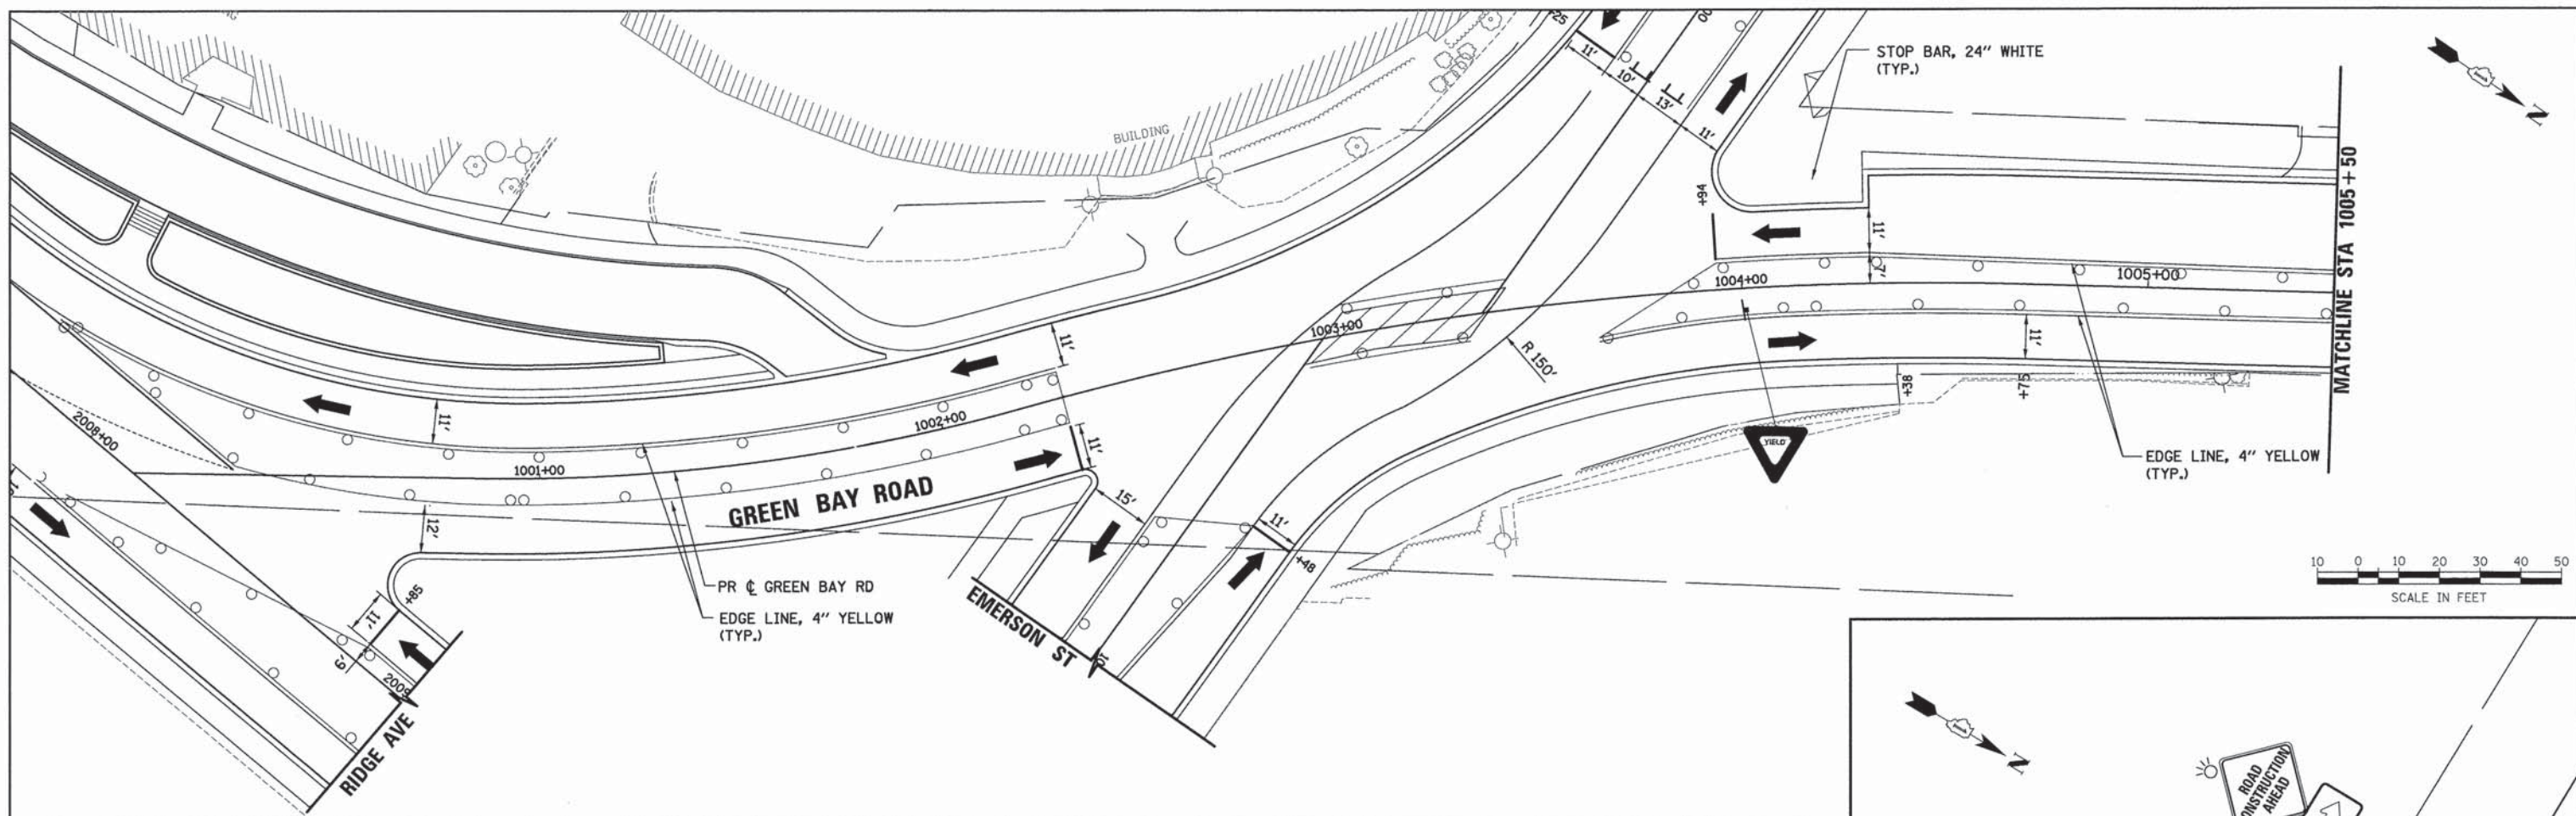 BUILDING
STOP BAR, 24" WHITE
(TYP.)
N
+25
11'
10'
13'
11'
+94
11'
7'
1004+00
1005+00
MATCHLINE STA 1005+50
1003+00
R 150'
11'
+38
+75
YIELD
EDGE LINE, 4" YELLOW
(TYP.)
11'
11'
1002+00
1001+00
11'
GREEN BAY ROAD
12'
2008+00
15'
11'
+48
PR ℄ GREEN BAY RD
EDGE LINE, 4" YELLOW
(TYP.)
EMERSON ST
+85
11'
6'
2009
RIDGE AVE
10 0 10 20 30 40 50
SCALE IN FEET
N
ROAD
CONSTRUCTION
AHEAD